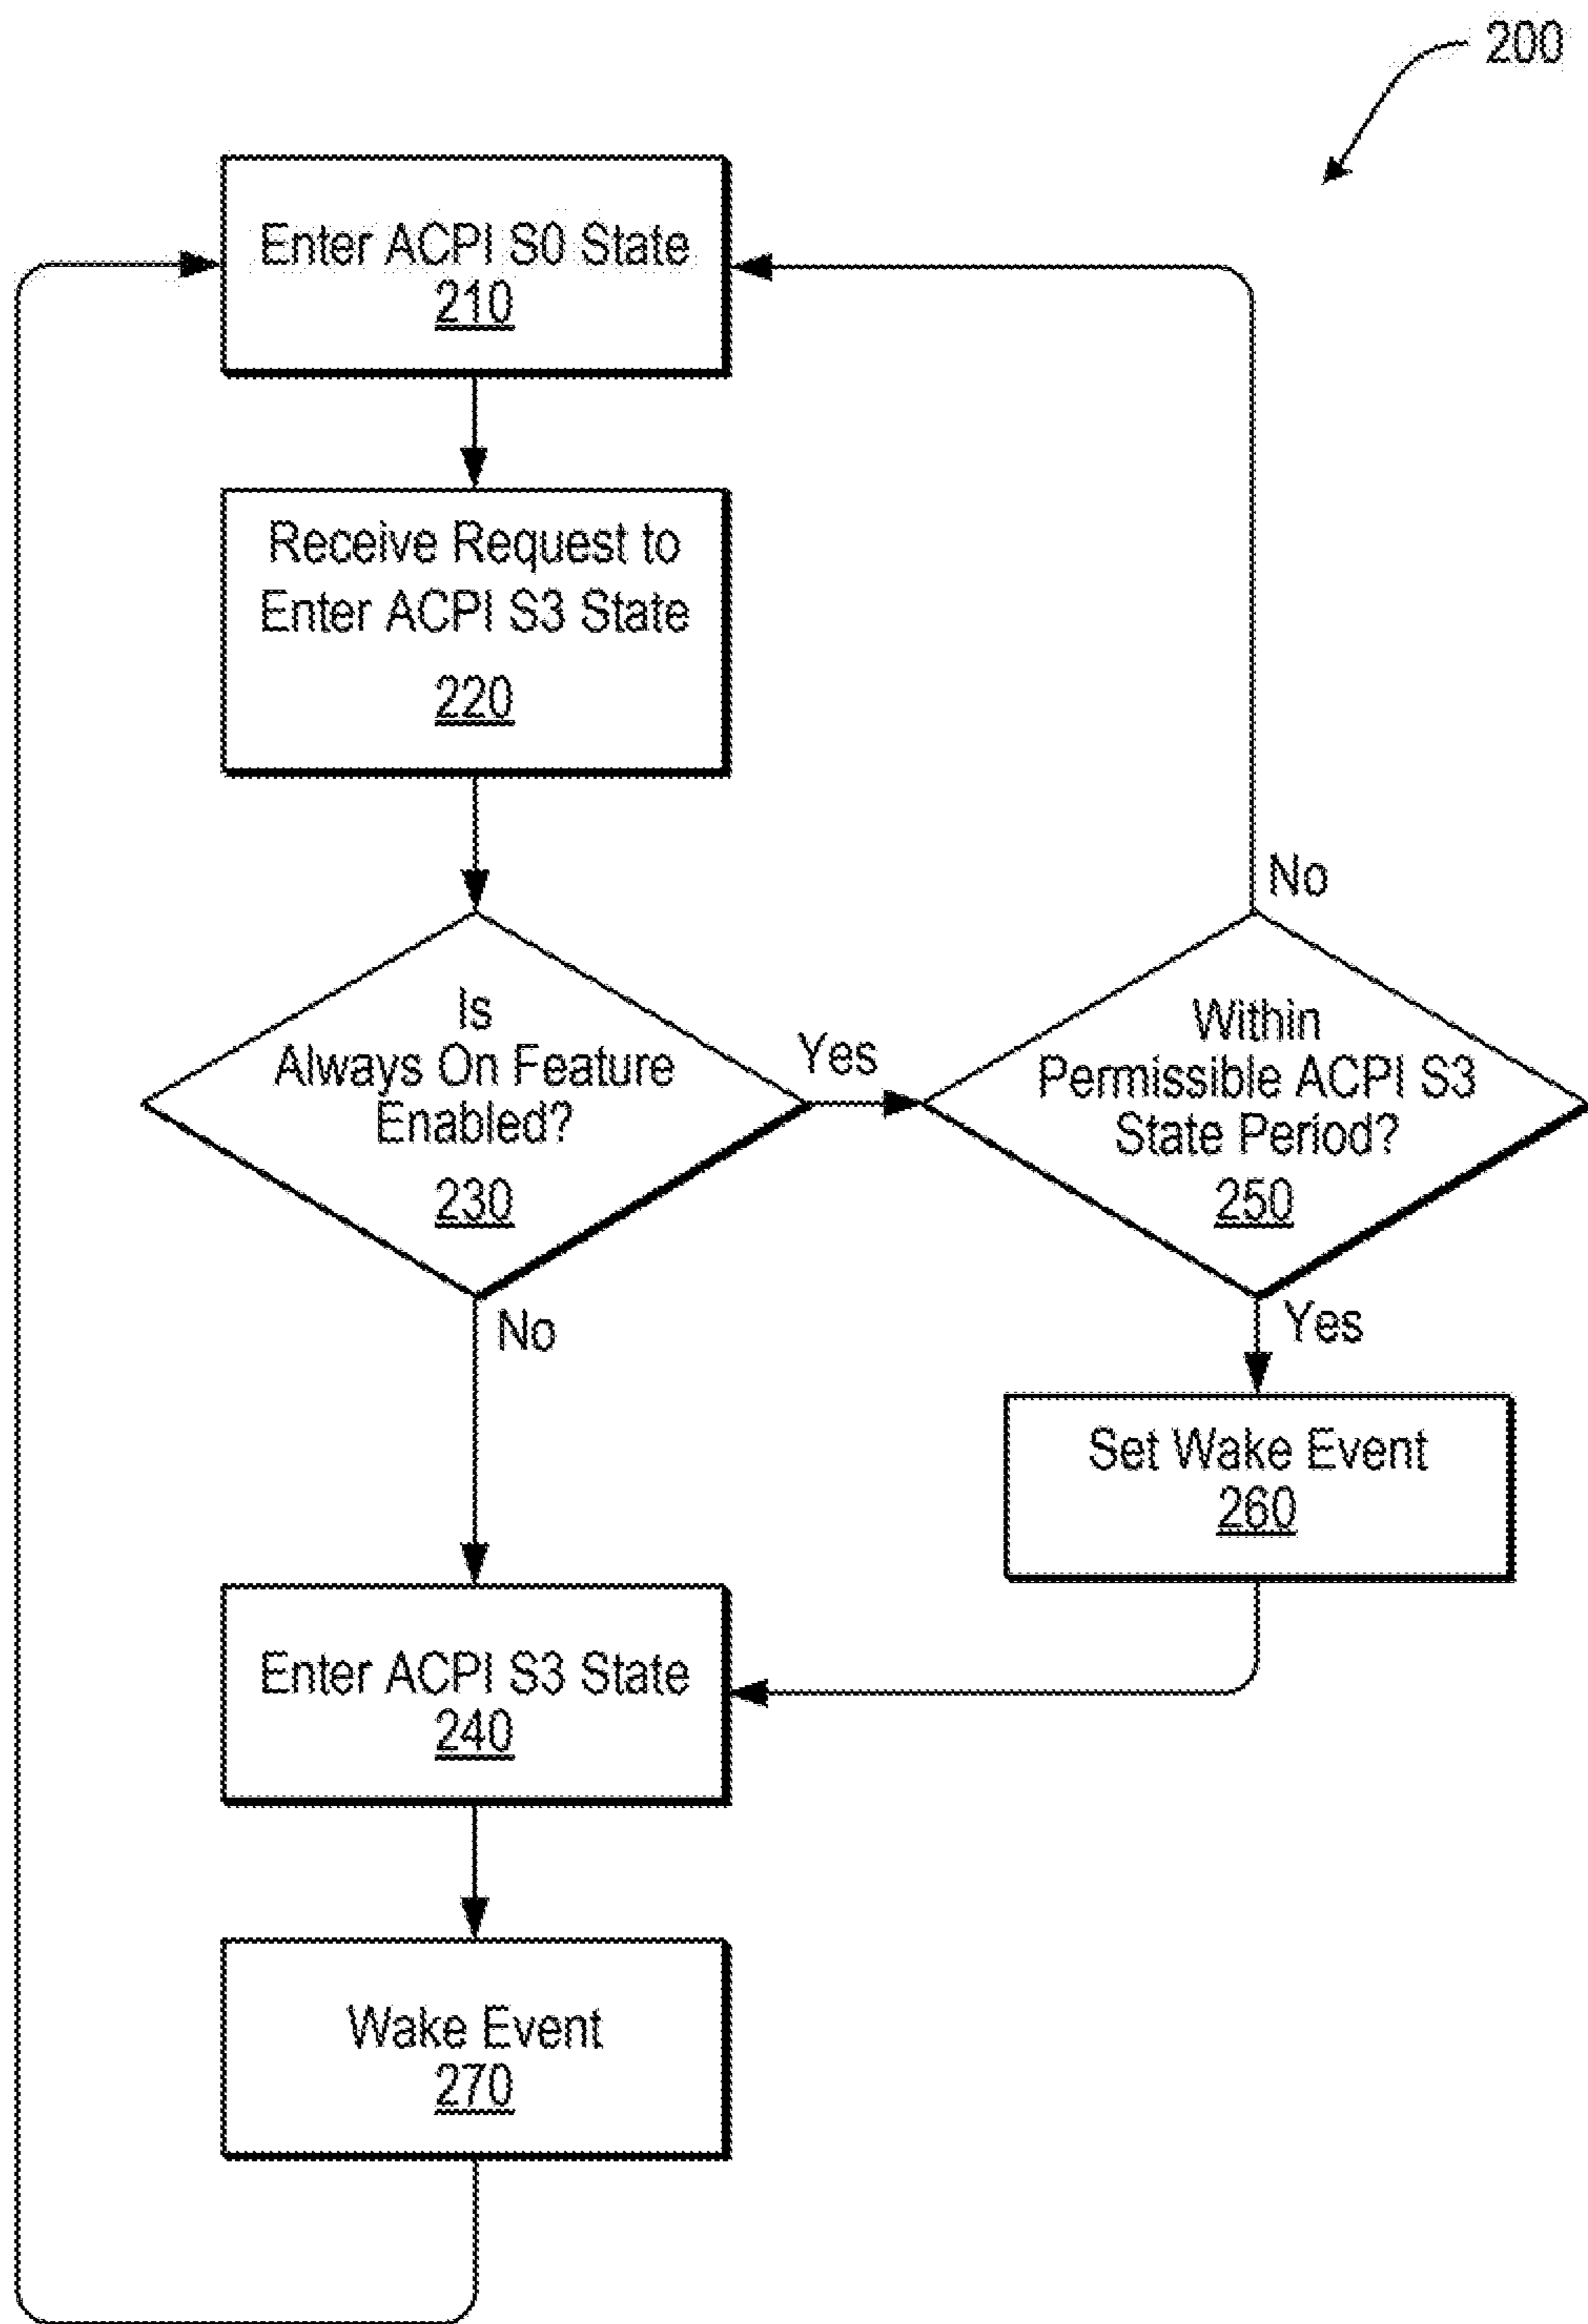 200
Enter ACPI S0 State
210
Receive Request to
Enter ACPI S3 State
220
Is
Always On Feature
Enabled?
230
Yes
No
Within
Permissible ACPI S3
State Period?
250
No
Yes
Set Wake Event
260
Enter ACPI S3 State
240
Wake Event
270